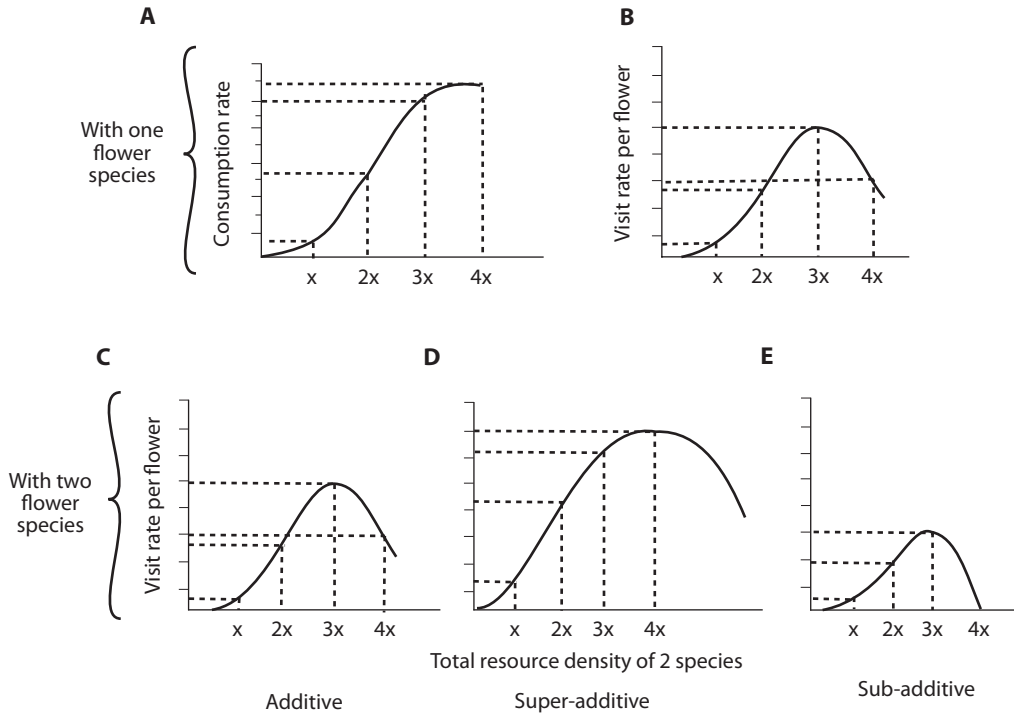 A
With one
flower
species
Consumption rate
x 2x 3x 4x
B
Visit rate per flower
x 2x 3x 4x
With two
flower
species
C
Visit rate per flower
x 2x 3x 4x
D
x 2x 3x 4x
E
x 2x 3x 4x
Total resource density of 2 species
Additive
Super-additive
Sub-additive